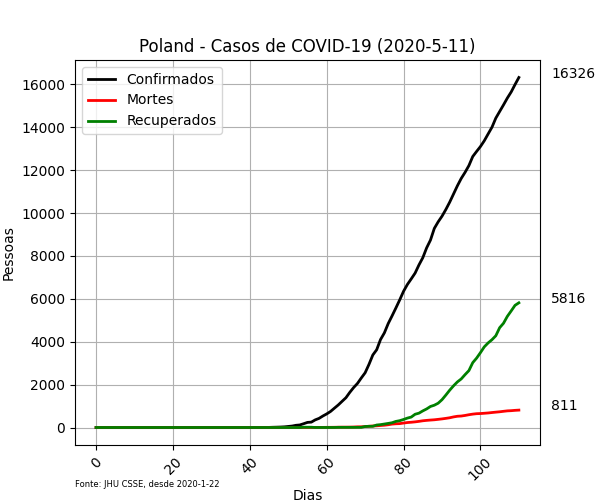 Poland - Casos de COVID-19 (2020-5-11)
Confirmados
Mortes
Recuperados
16326
5816
811
Pessoas
16000
14000
12000
10000
8000
6000
4000
2000
0
0
20
40
60
80
100
Fonte: JHU CSSE, desde 2020-1-22
Dias